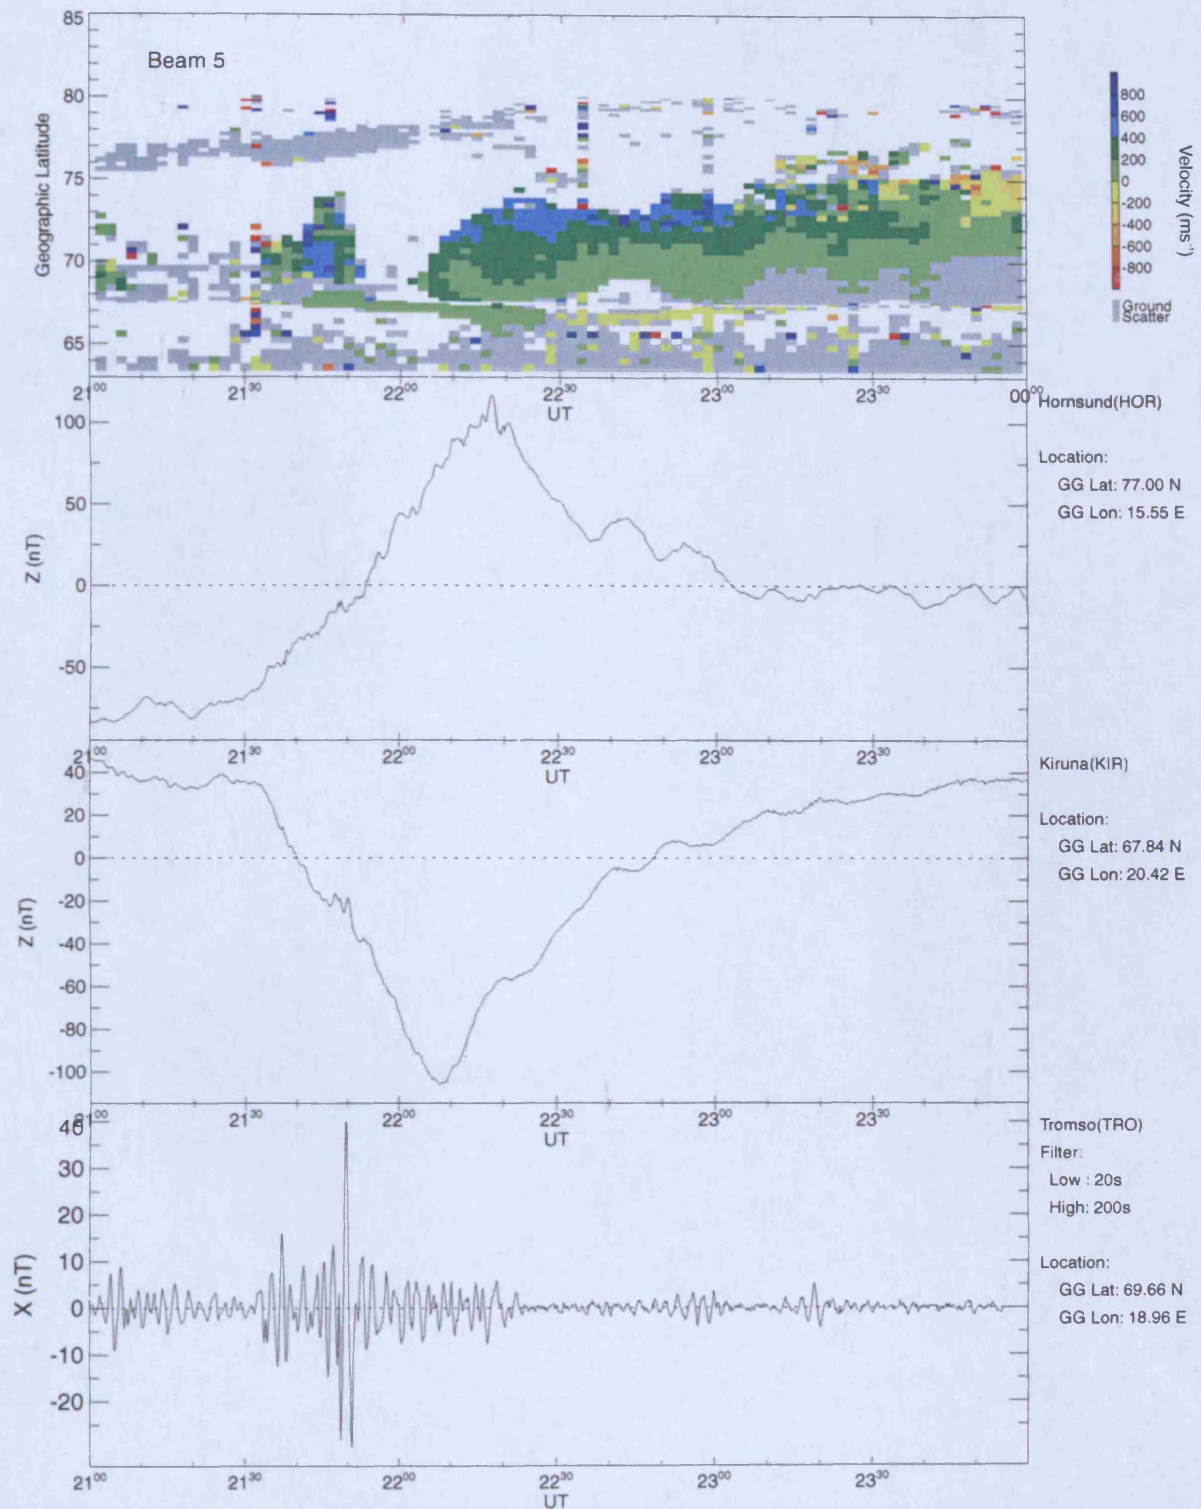 Beam 5
85
80
75
70
65
Geographic Latitude
800
600
400
200
0
-200
-400
-600
-800
Velocity (ms⁻¹)
Ground
Scatter
21⁰⁰ 21³⁰ 22⁰⁰ 22³⁰ 23⁰⁰ 23³⁰ 00⁰⁰
UT
100
50
0
-50
Z (nT)
Hornsund(HOR)
Location:
GG Lat: 77.00 N
GG Lon: 15.55 E
21⁰⁰ 21³⁰ 22⁰⁰ 22³⁰ 23⁰⁰ 23³⁰
UT
40
20
0
-20
-40
-60
-80
-100
Z (nT)
Kiruna(KIR)
Location:
GG Lat: 67.84 N
GG Lon: 20.42 E
21⁰⁰ 21³⁰ 22⁰⁰ 22³⁰ 23⁰⁰ 23³⁰
UT
40
30
20
10
0
-10
-20
X (nT)
Tromso(TRO)
Filter:
Low : 20s
High: 200s
Location:
GG Lat: 69.66 N
GG Lon: 18.96 E
21⁰⁰ 21³⁰ 22⁰⁰ 22³⁰ 23⁰⁰ 23³⁰
UT